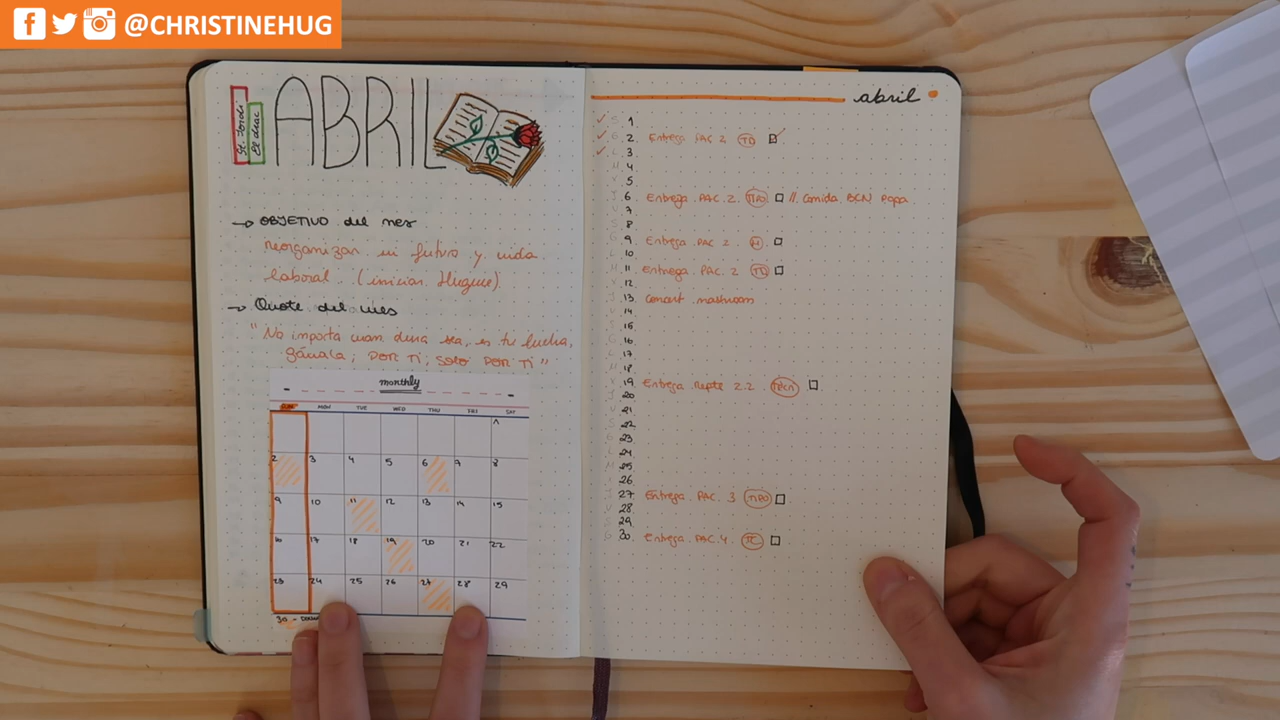 @CHRISTINEHUG
St. Jordi
El drac
ABRIL
→ OBJETIVO del mes
reorganizar mi futuro y vida
laboral. (iniciar Hugue)
→ Quote del mes
"No importa cuan dura sea, es tu lucha,
gánala; POR TI; SOLO POR TI"
monthly
SUN MON TUE WED THU FRI SAT
1
2 3 4 5 6 7 8
9 10 11 12 13 14 15
16 17 18 19 20 21 22
23 24 25 26 27 28 29
30 -
abril
1
2. Entrega PAC 2 TD
3
4
5
6 Entrega. PAC. 2. TIPO // Comida BCN Papa
7
8
9 Entrega PAC 2
10
11 Entrega. PAC. 2 TD
12
13 concert mashroom
14
15
16
17
18
19 Entrega Repte 2.2
20
21
22
23
24
25
26
27 Entrega. PAC. 3 TIPO
28
29
30. Entrega. PAC. 4.